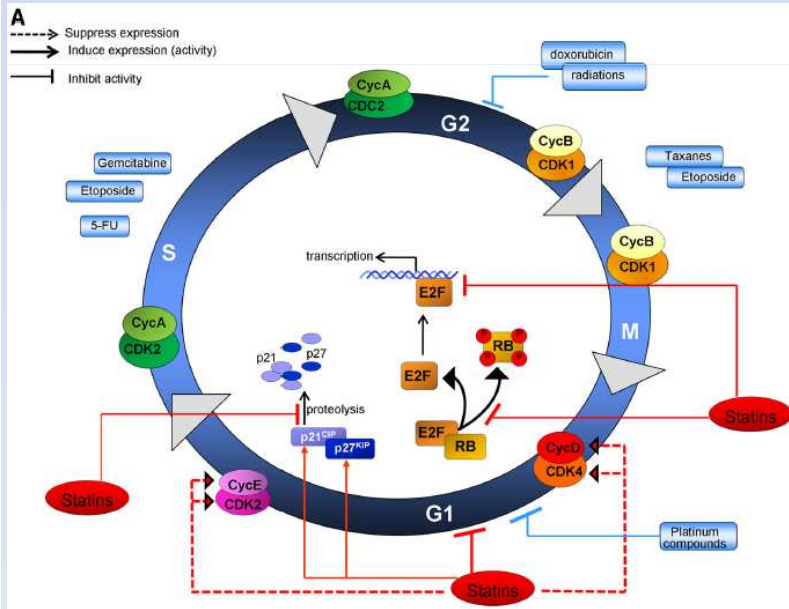 A
Suppress expression
Induce expression (activity)
Inhibit activity
doxorubicin
radiations
CycA
CDC2
G2
CycB
CDK1
Taxanes
Etoposide
Gemcitabine
Etoposide
5-FU
S
CycB
CDK1
transcription
E2F
M
CycA
CDK2
p21
p27
E2F
P P
RB
P P
proteolysis
p21CIP
p27KIP
E2F
RB
Statins
CycD
CDK4
Statins
CycE
CDK2
G1
Platinum
compounds
Statins